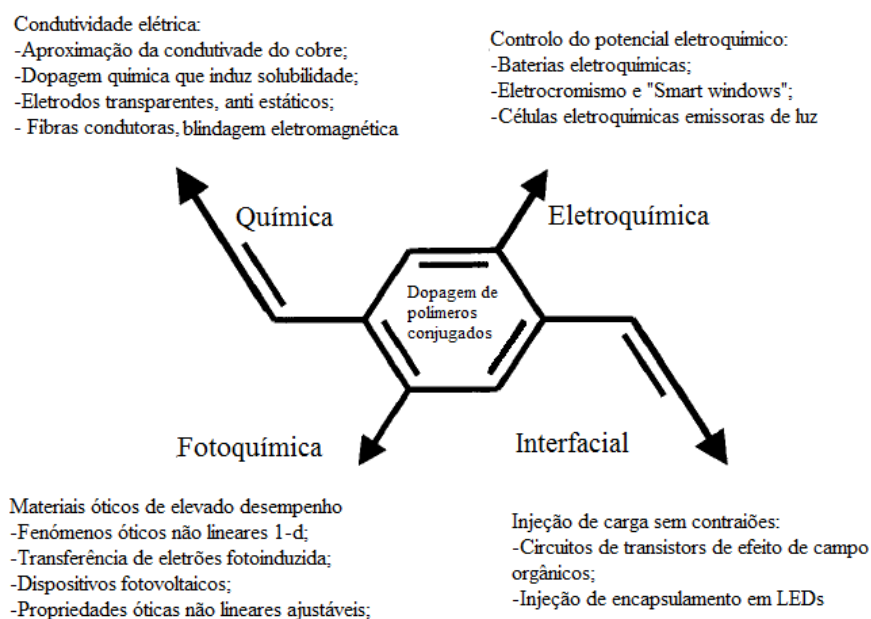 Condutividade elétrica:
-Aproximação da condutivade do cobre;
-Dopagem química que induz solubilidade;
-Eletrodos transparentes, anti estáticos;
- Fibras condutoras, blindagem eletromagnética
Controlo do potencial eletroquímico:
-Baterias eletroquímicas;
-Eletrocromismo e "Smart windows";
-Células eletroquímicas emissoras de luz
Química
Eletroquímica
Dopagem de
polimeros
conjugados
Fotoquímica
Interfacial
Materiais óticos de elevado desempenho
-Fenómenos óticos não lineares 1-d;
-Transferência de eletrões fotoinduzida;
-Dispositivos fotovoltaicos;
-Propriedades óticas não lineares ajustáveis;
Injeção de carga sem contraiões:
-Circuitos de transistors de efeito de campo
orgânicos;
-Injeção de encapsulamento em LEDs